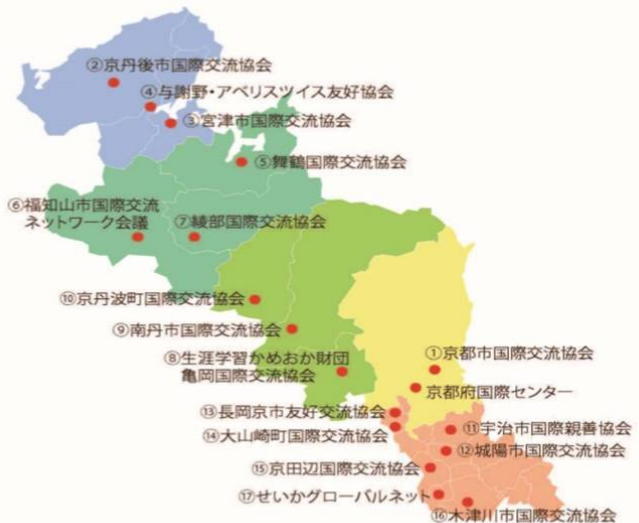 ②京丹後市国際交流協会
④与謝野・アベリスツイス友好協会
③宮津市国際交流協会
⑤舞鶴国際交流協会
⑥福知山市国際交流
ネットワーク会議
⑦綾部国際交流協会
⑩京丹波町国際交流協会
⑨南丹市国際交流協会
⑧生涯学習かめおか財団
亀岡国際交流協会
①京都市国際交流協会
京都府国際センター
⑬長岡京市友好交流協会
⑭大山崎町国際交流協会
⑪宇治市国際親善協会
⑫城陽市国際交流協会
⑮京田辺国際交流協会
⑰せいかグローバルネット
⑯木津川市国際交流協会